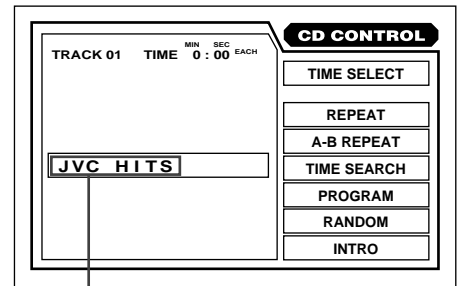 CD CONTROL
TRACK 01 TIME MIN 0 : SEC 00 EACH
TIME SELECT
REPEAT
A-B REPEAT
JVC HITS
TIME SEARCH
PROGRAM
RANDOM
INTRO